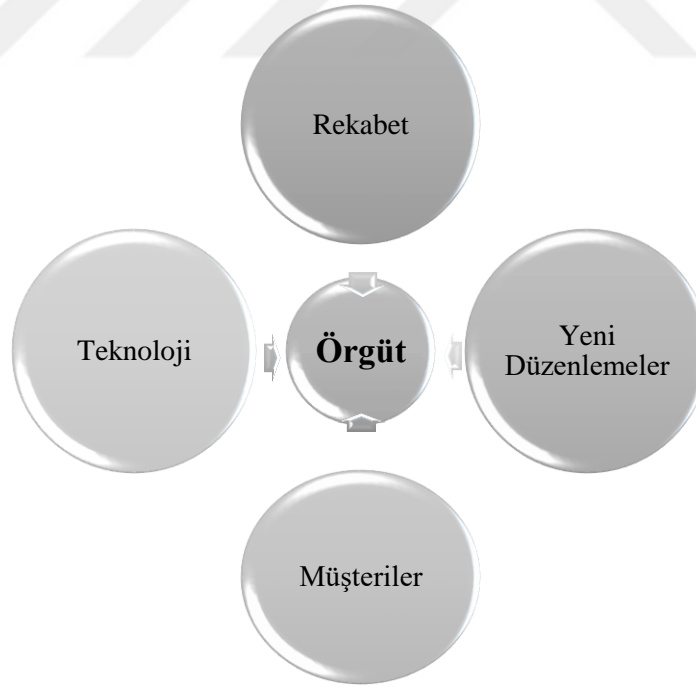 Rekabet
Teknoloji
Örgüt
Yeni
Düzenlemeler
Müşteriler